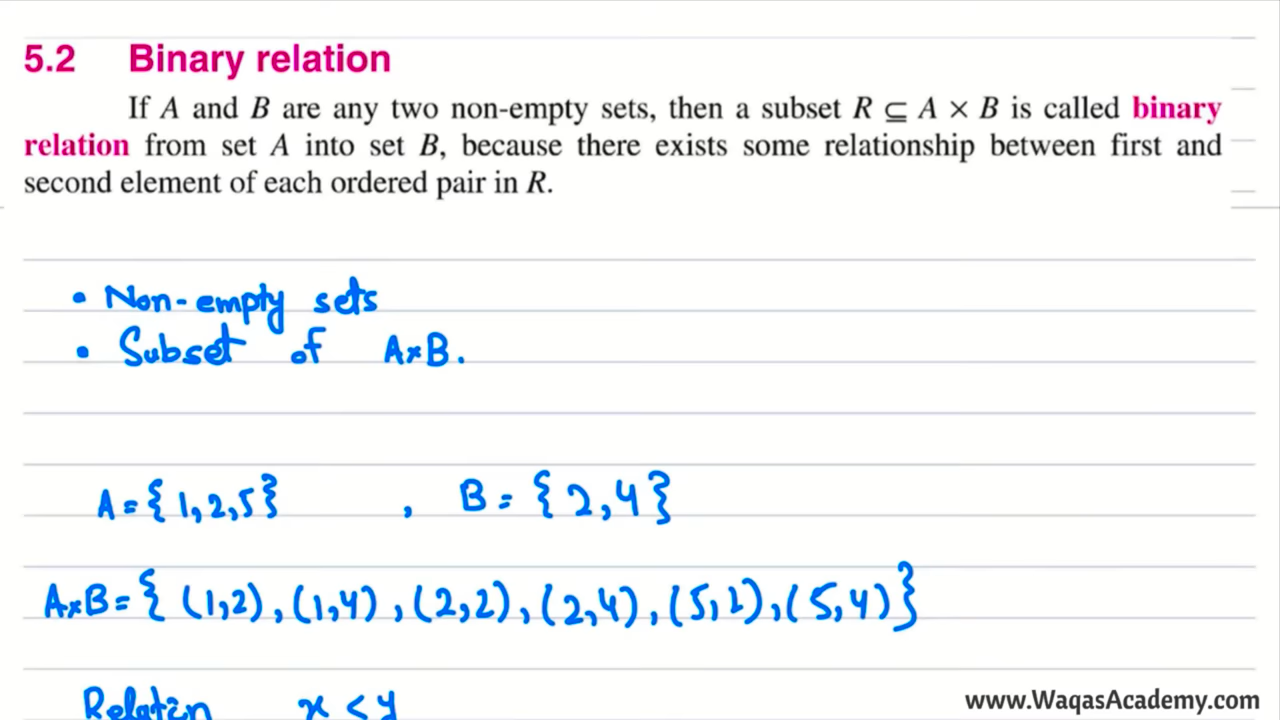 5.2 Binary relation
If A and B are any two non-empty sets, then a subset R ⊆ A × B is called binary
relation from set A into set B, because there exists some relationship between first and
second element of each ordered pair in R.
• Non-empty sets
• Subset of A×B.
A = {1,2,5} , B = {2,4}
A×B = { (1,2), (1,4), (2,2), (2,4), (5,2), (5,4) }
Relation x < y
www.WaqasAcademy.com